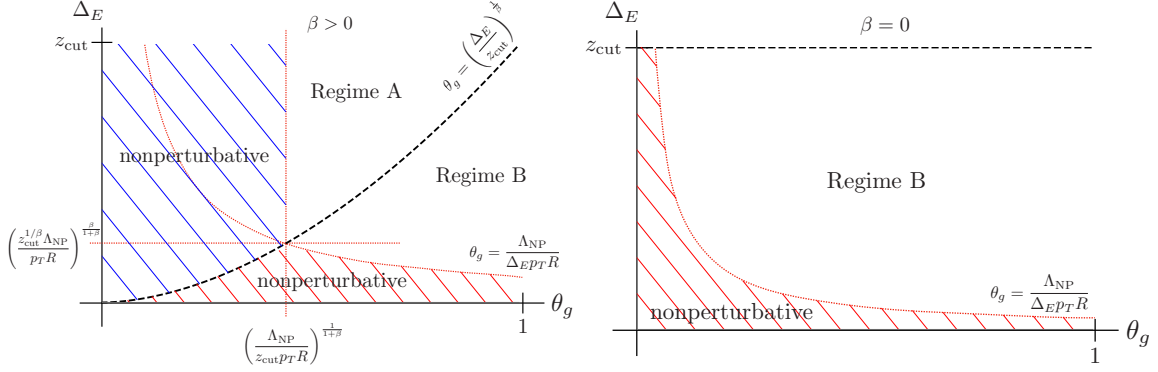 Δ_E
β > 0
z_cut
θ_g = (Δ_E / z_cut)^{1/β}
Regime A
nonperturbative
Regime B
(z_cut^{1/β} Λ_NP / p_T R)^{β/(1+β)}
θ_g = Λ_NP / (Δ_E p_T R)
nonperturbative
θ_g
1
(Λ_NP / (z_cut p_T R))^{1/(1+β)}
Δ_E
β = 0
z_cut
Regime B
θ_g = Λ_NP / (Δ_E p_T R)
nonperturbative
θ_g
1